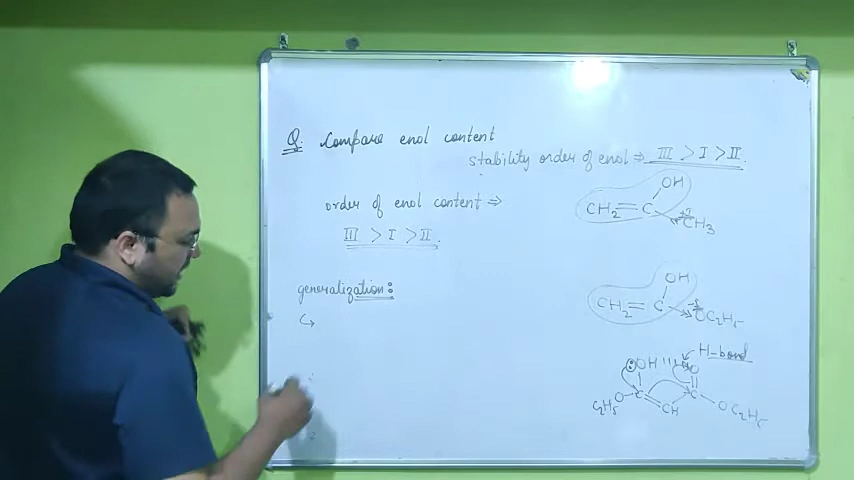 Q. Compare enol content
stability order of enol ⇒ III > I > II
OH
CH2=C
CH3
order of enol content ⇒
III > I > II.
OH
generalization:
CH2=C
OC2H5
↳
H-bond
OH O
C2H5O-C C
CH OC2H5